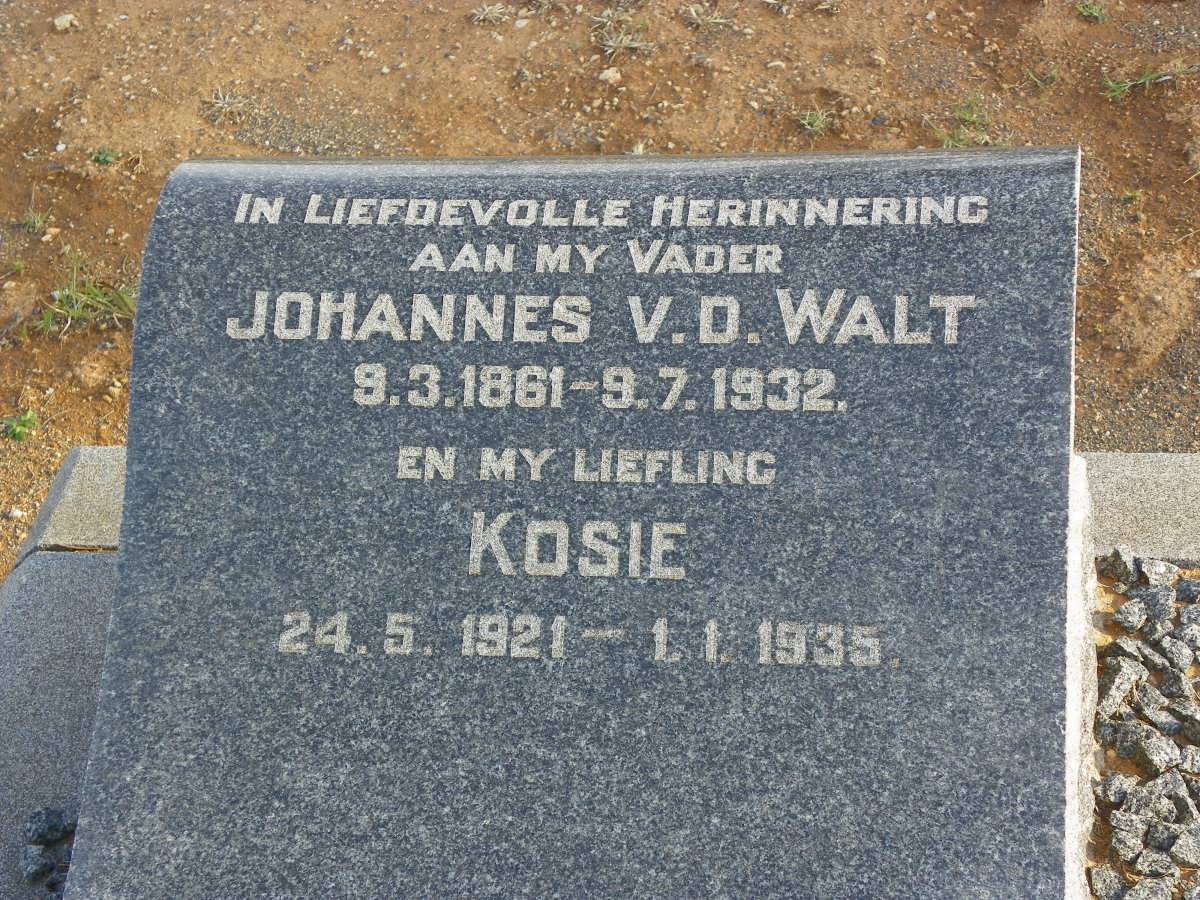 IN LIEFDEVOLLE HERINNERING
AAN MY VADER
JOHANNES V.D. WALT
9.3.1861-9.7.1932.
EN MY LIEFLING
KOSIE
24.5.1921-1.1.1935.